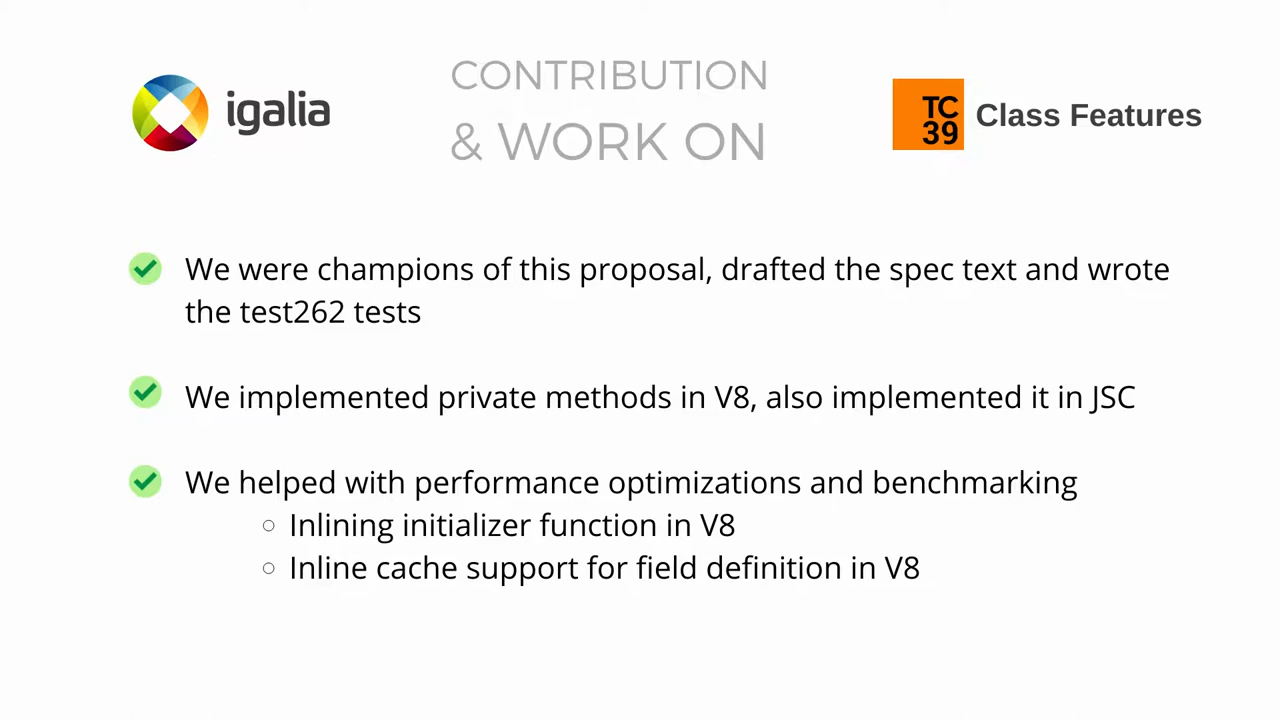 igalia
CONTRIBUTION
& WORK ON
TC
39
Class Features
We were champions of this proposal, drafted the spec text and wrote
the test262 tests
We implemented private methods in V8, also implemented it in JSC
We helped with performance optimizations and benchmarking
Inlining initializer function in V8
Inline cache support for field definition in V8